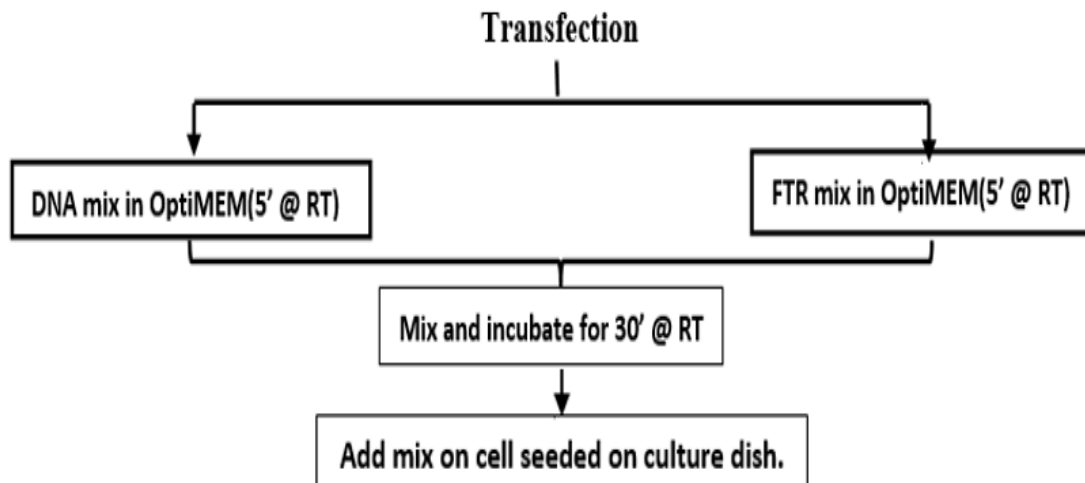 Transfection
DNA mix in OptiMEM(5' @ RT)
FTR mix in OptiMEM(5' @ RT)
Mix and incubate for 30' @ RT
Add mix on cell seeded on culture dish.